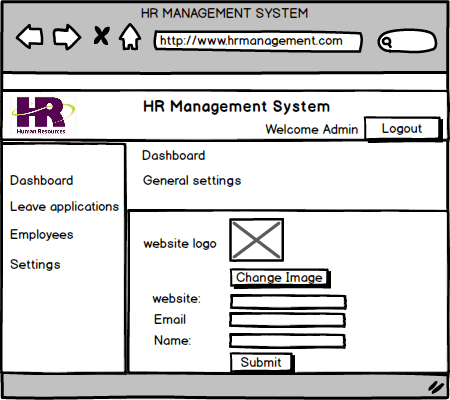 HR MANAGEMENT SYSTEM
http://www.hrmanagement.com
HR
Human Resources
HR Management System
Welcome Admin
Logout
Dashboard
General settings
Dashboard
Leave applications
Employees
Settings
website logo
Change Image
website:
Email
Name:
Submit